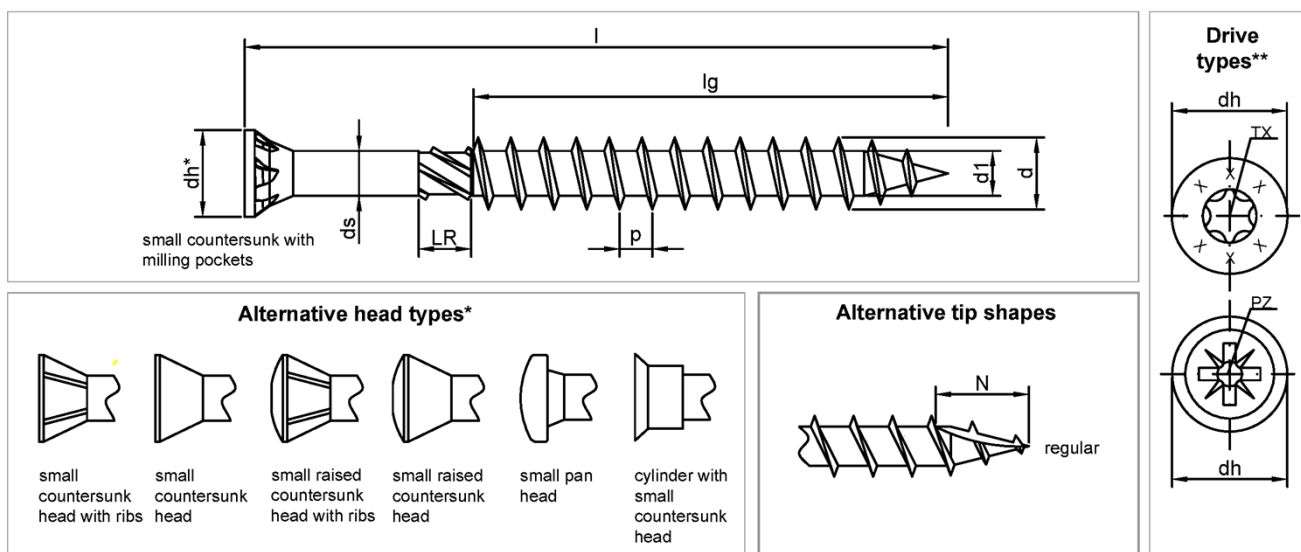 l
lg
dh*
ds
LR
p
d1
d
small countersunk with
milling pockets
Drive
types**
dh
TX
x x x x x x
PZ
dh
Alternative head types*
small
countersunk
head with ribs
small
countersunk
head
small raised
countersunk
head with ribs
small raised
countersunk
head
small pan
head
cylinder with
small
countersunk
head
Alternative tip shapes
N
regular